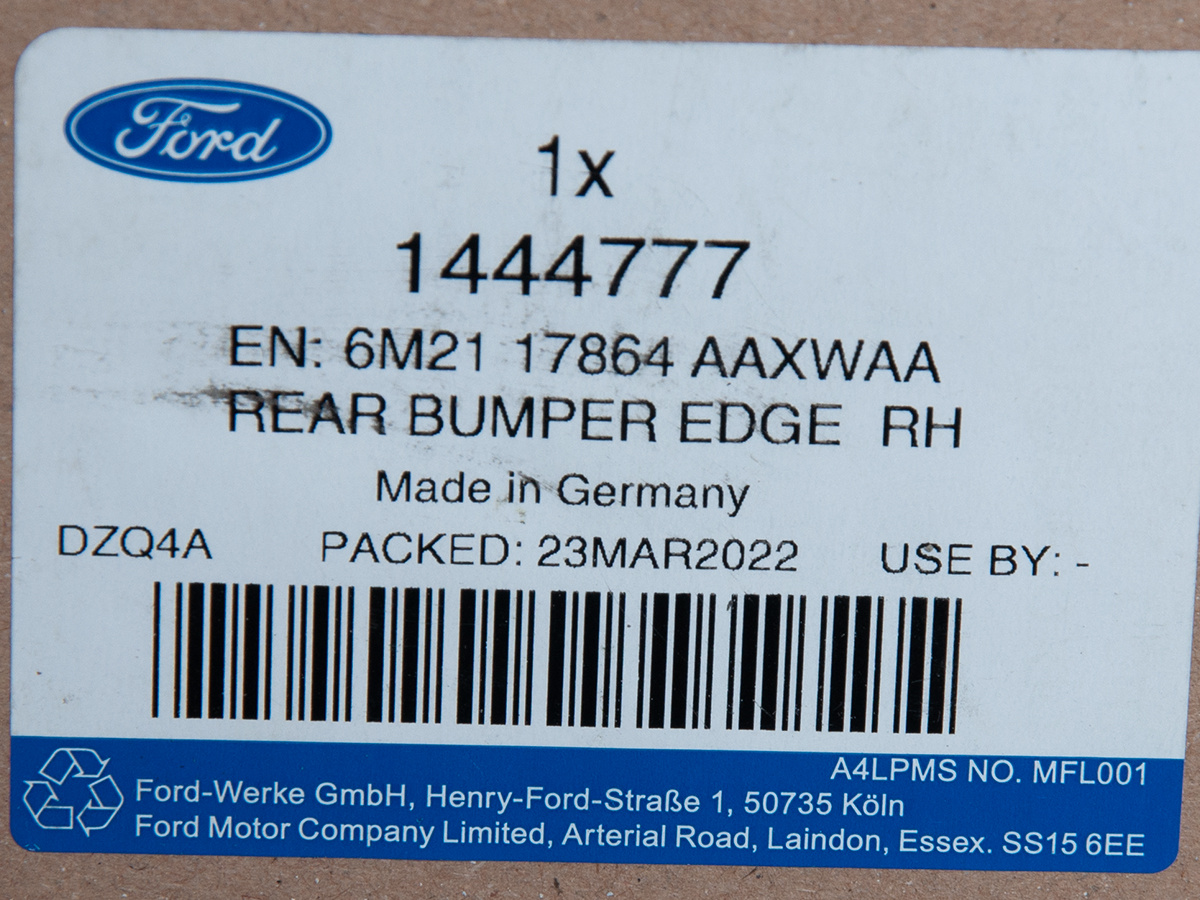 Ford
1x
1444777
EN: 6M21 17864 AAXWAA
REAR BUMPER EDGE RH
Made in Germany
DZQ4A PACKED: 23MAR2022 USE BY: -
A4LPMS NO. MFL001
Ford-Werke GmbH, Henry-Ford-Straße 1, 50735 Köln
Ford Motor Company Limited, Arterial Road, Laindon, Essex. SS15 6EE